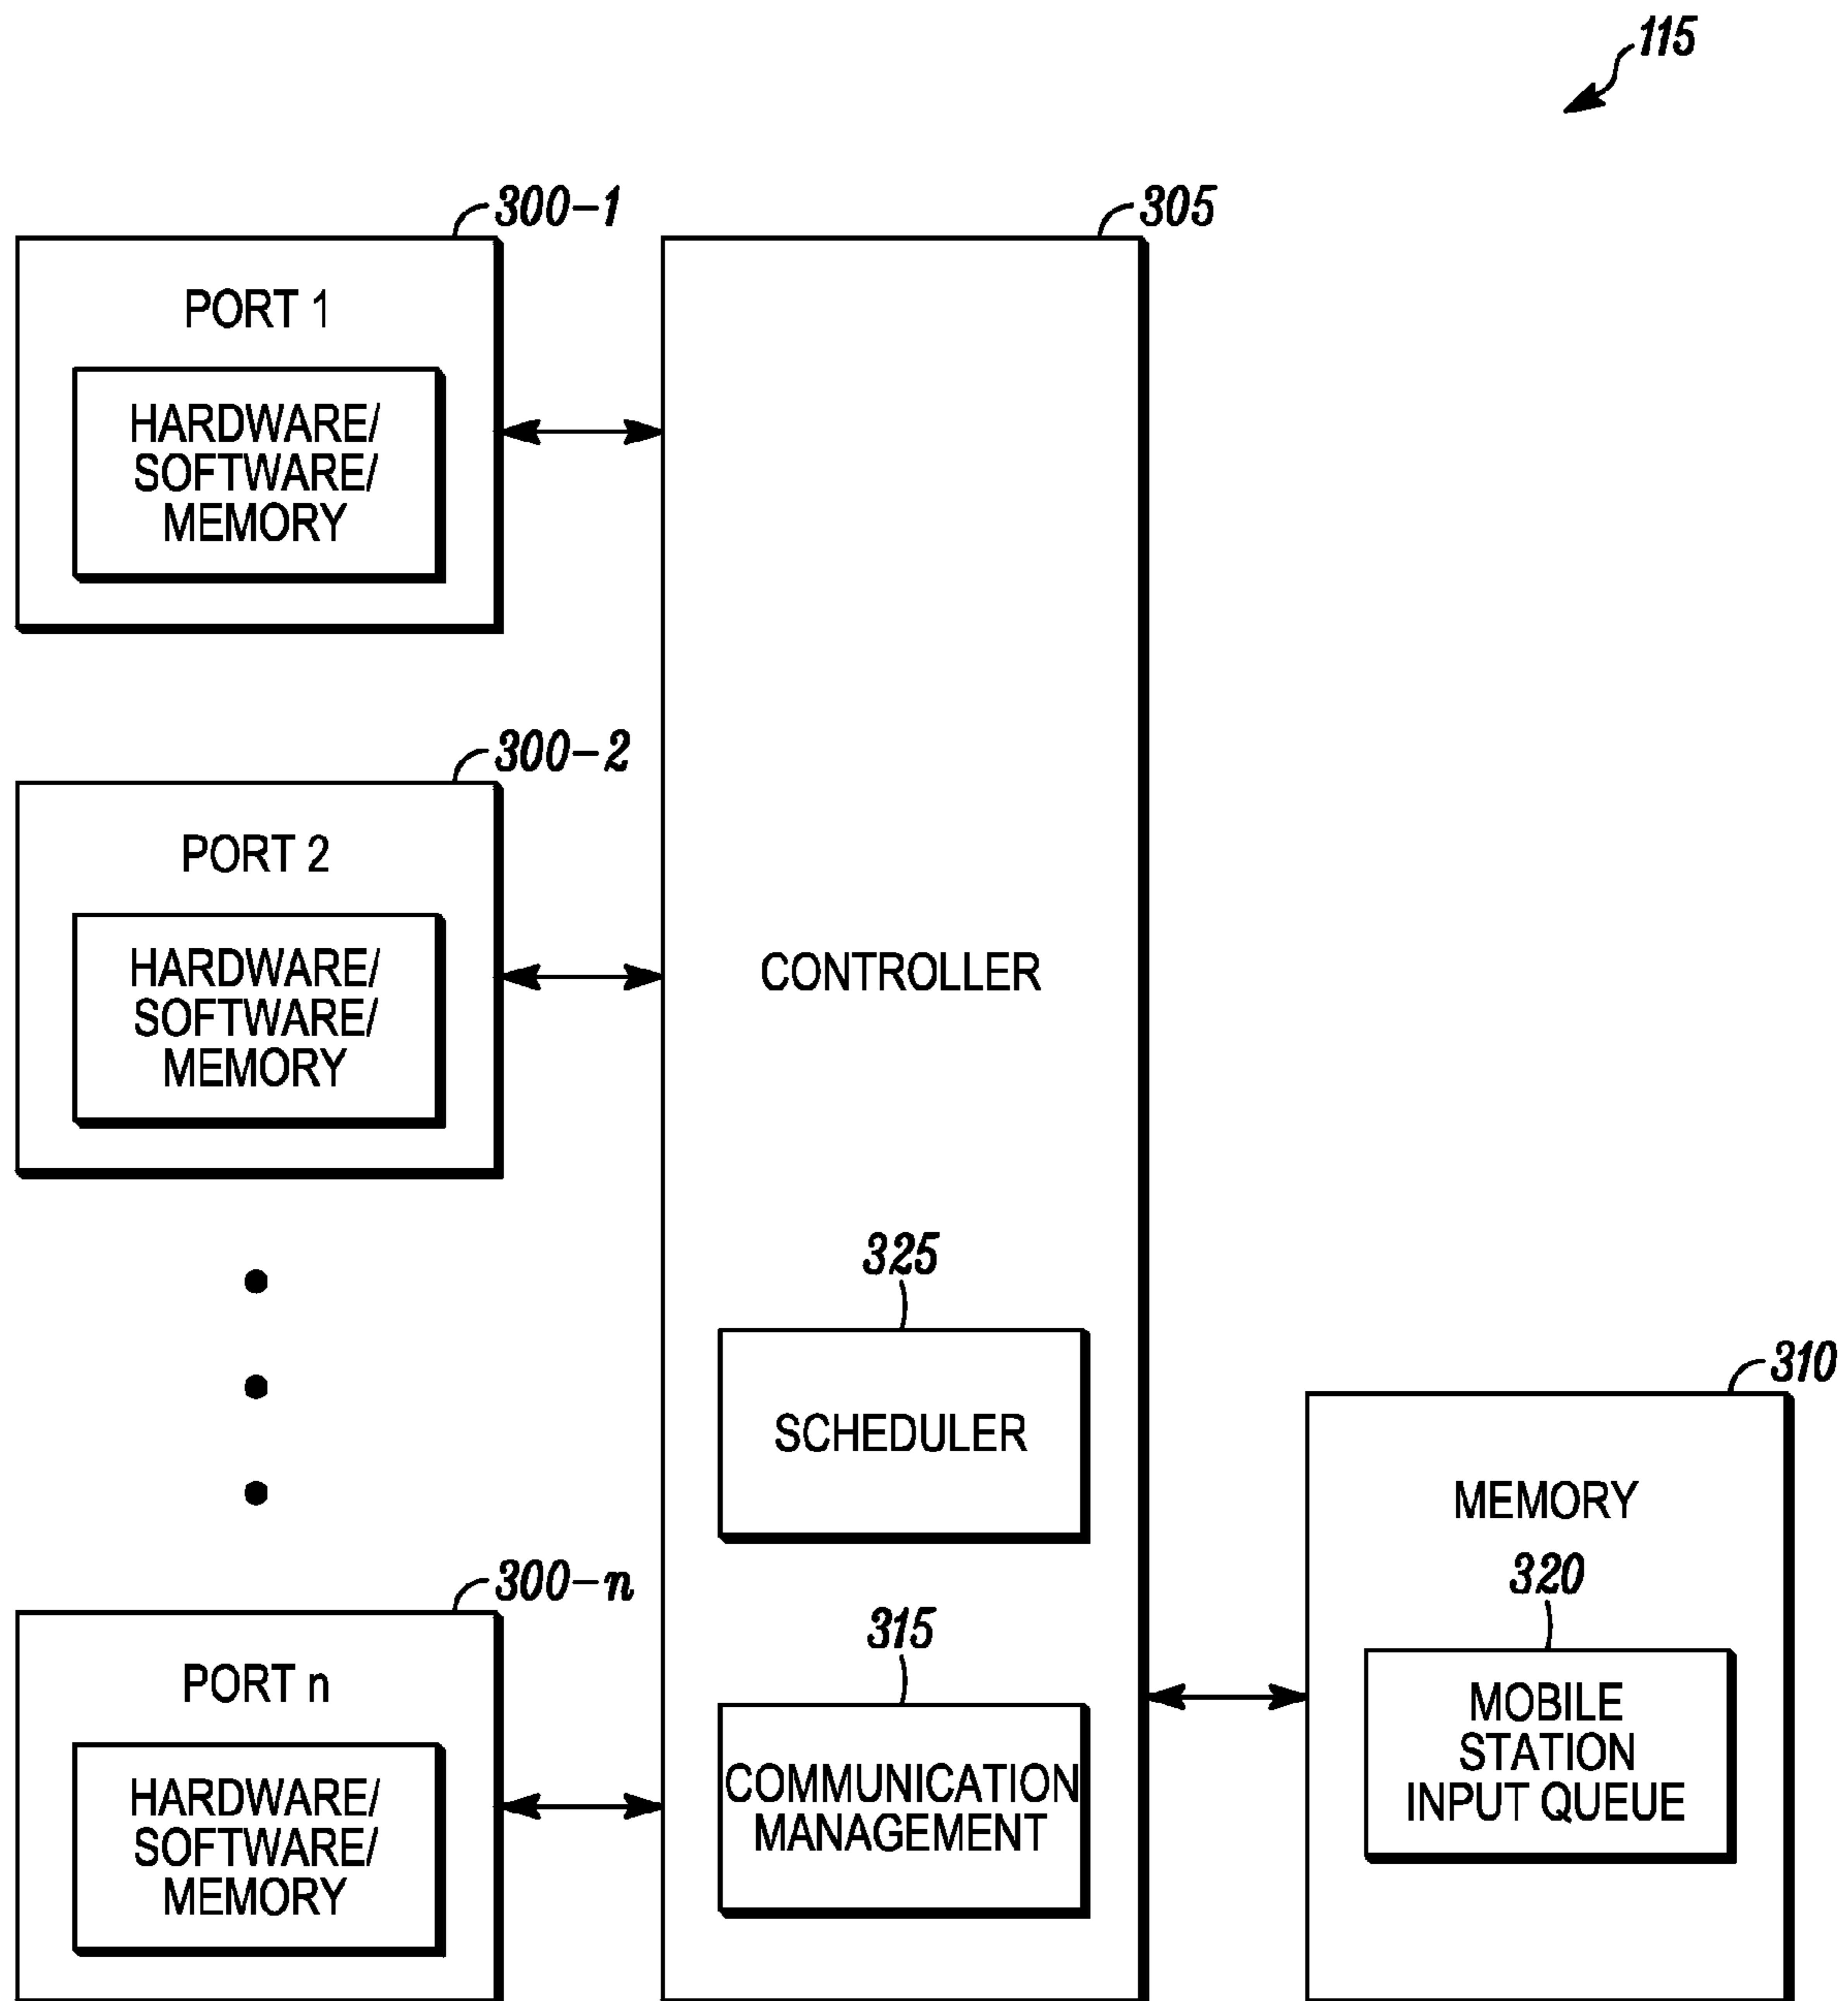 115
300-1
PORT 1
HARDWARE/
SOFTWARE/
MEMORY
300-2
PORT 2
HARDWARE/
SOFTWARE/
MEMORY
300-n
PORT n
HARDWARE/
SOFTWARE/
MEMORY
305
CONTROLLER
325
SCHEDULER
315
COMMUNICATION
MANAGEMENT
310
MEMORY
320
MOBILE
STATION
INPUT QUEUE